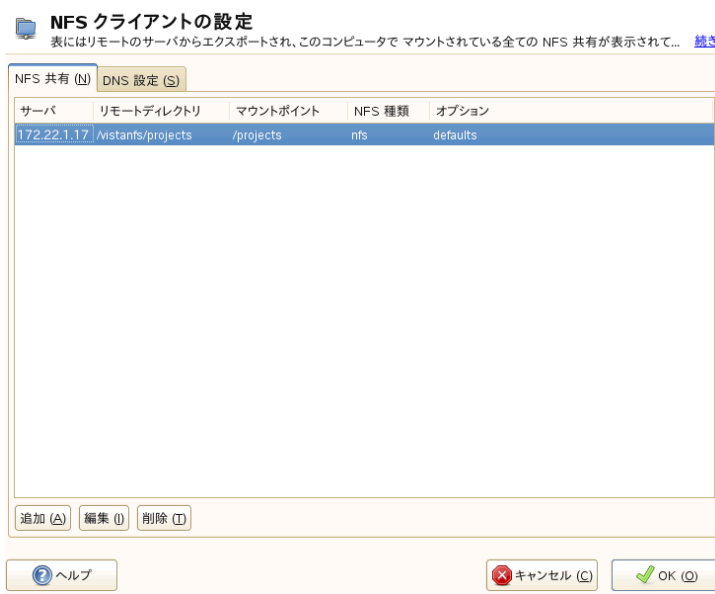 NFS クライアントの設定
表にはリモートのサーバからエクスポートされ、このコンピュータで マウントされている全ての NFS 共有が表示されて... 続き
NFS 共有 (N) DNS 設定 (S)
サーバ リモートディレクトリ マウントポイント NFS 種類 オプション
172.22.1.17 /vistanfs/projects /projects nfs defaults
追加 (A) 編集 (I) 削除 (T)
ヘルプ キャンセル (C) OK (O)